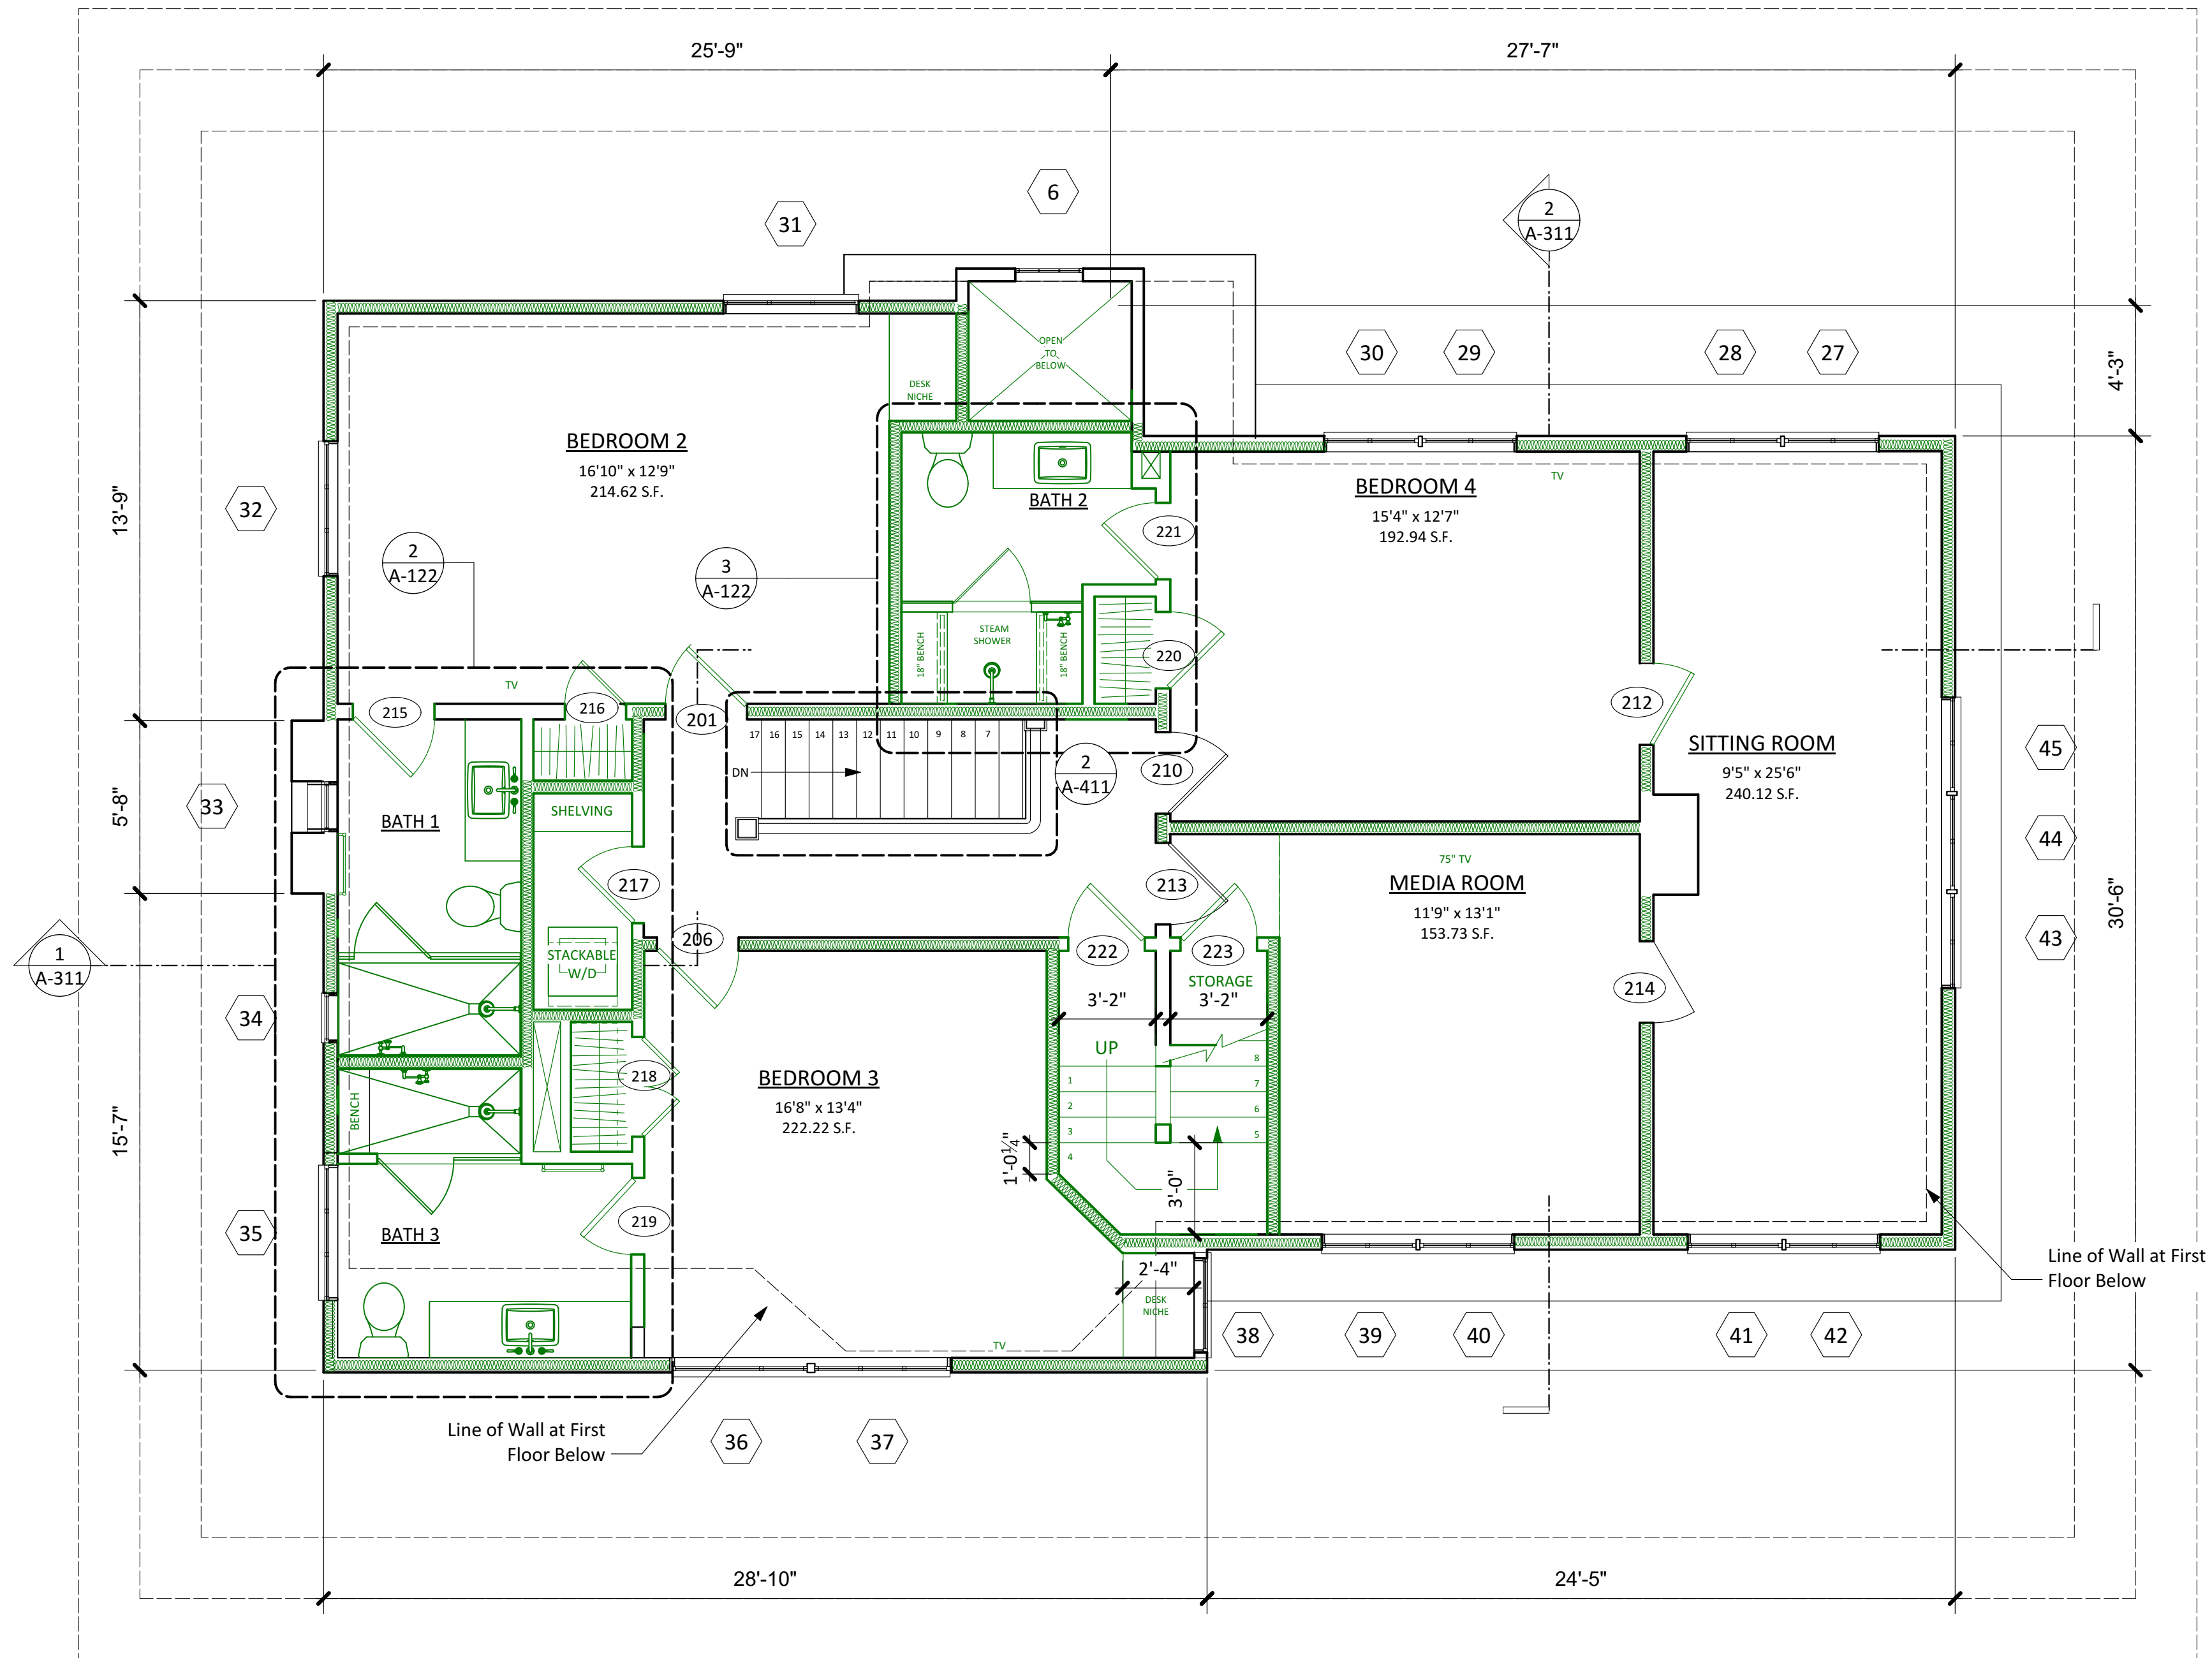 25'-9"
27'-7"
6
31
2
A-311
OPEN
TO
BELOW
30
29
28
27
4'-3"
DESK
NICHE
BEDROOM 2
16'10" x 12'9"
214.62 S.F.
13'-9"
32
BATH 2
BEDROOM 4
15'4" x 12'7"
192.94 S.F.
TV
221
2
A-122
3
A-122
STEAM
SHOWER
18" BENCH
18" BENCH
220
TV
215
216
201
212
17
16
15
14
13
12
11
10
9
8
7
DN
2
A-411
210
SITTING ROOM
9'5" x 25'6"
240.12 S.F.
45
44
43
30'-6"
5'-8"
33
BATH 1
SHELVING
217
213
75" TV
MEDIA ROOM
11'9" x 13'1"
153.73 S.F.
206
222
223
STACKABLE
W/D
STORAGE
3'-2"
3'-2"
214
1
A-311
34
UP
8
7
6
5
1
2
3
4
218
BEDROOM 3
16'8" x 13'4"
222.22 S.F.
BENCH
15'-7"
1'-0¼"
3'-0"
35
219
BATH 3
2'-4"
DESK
NICHE
TV
Line of Wall at First
Floor Below
38
39
40
41
42
Line of Wall at First
Floor Below
36
37
28'-10"
24'-5"